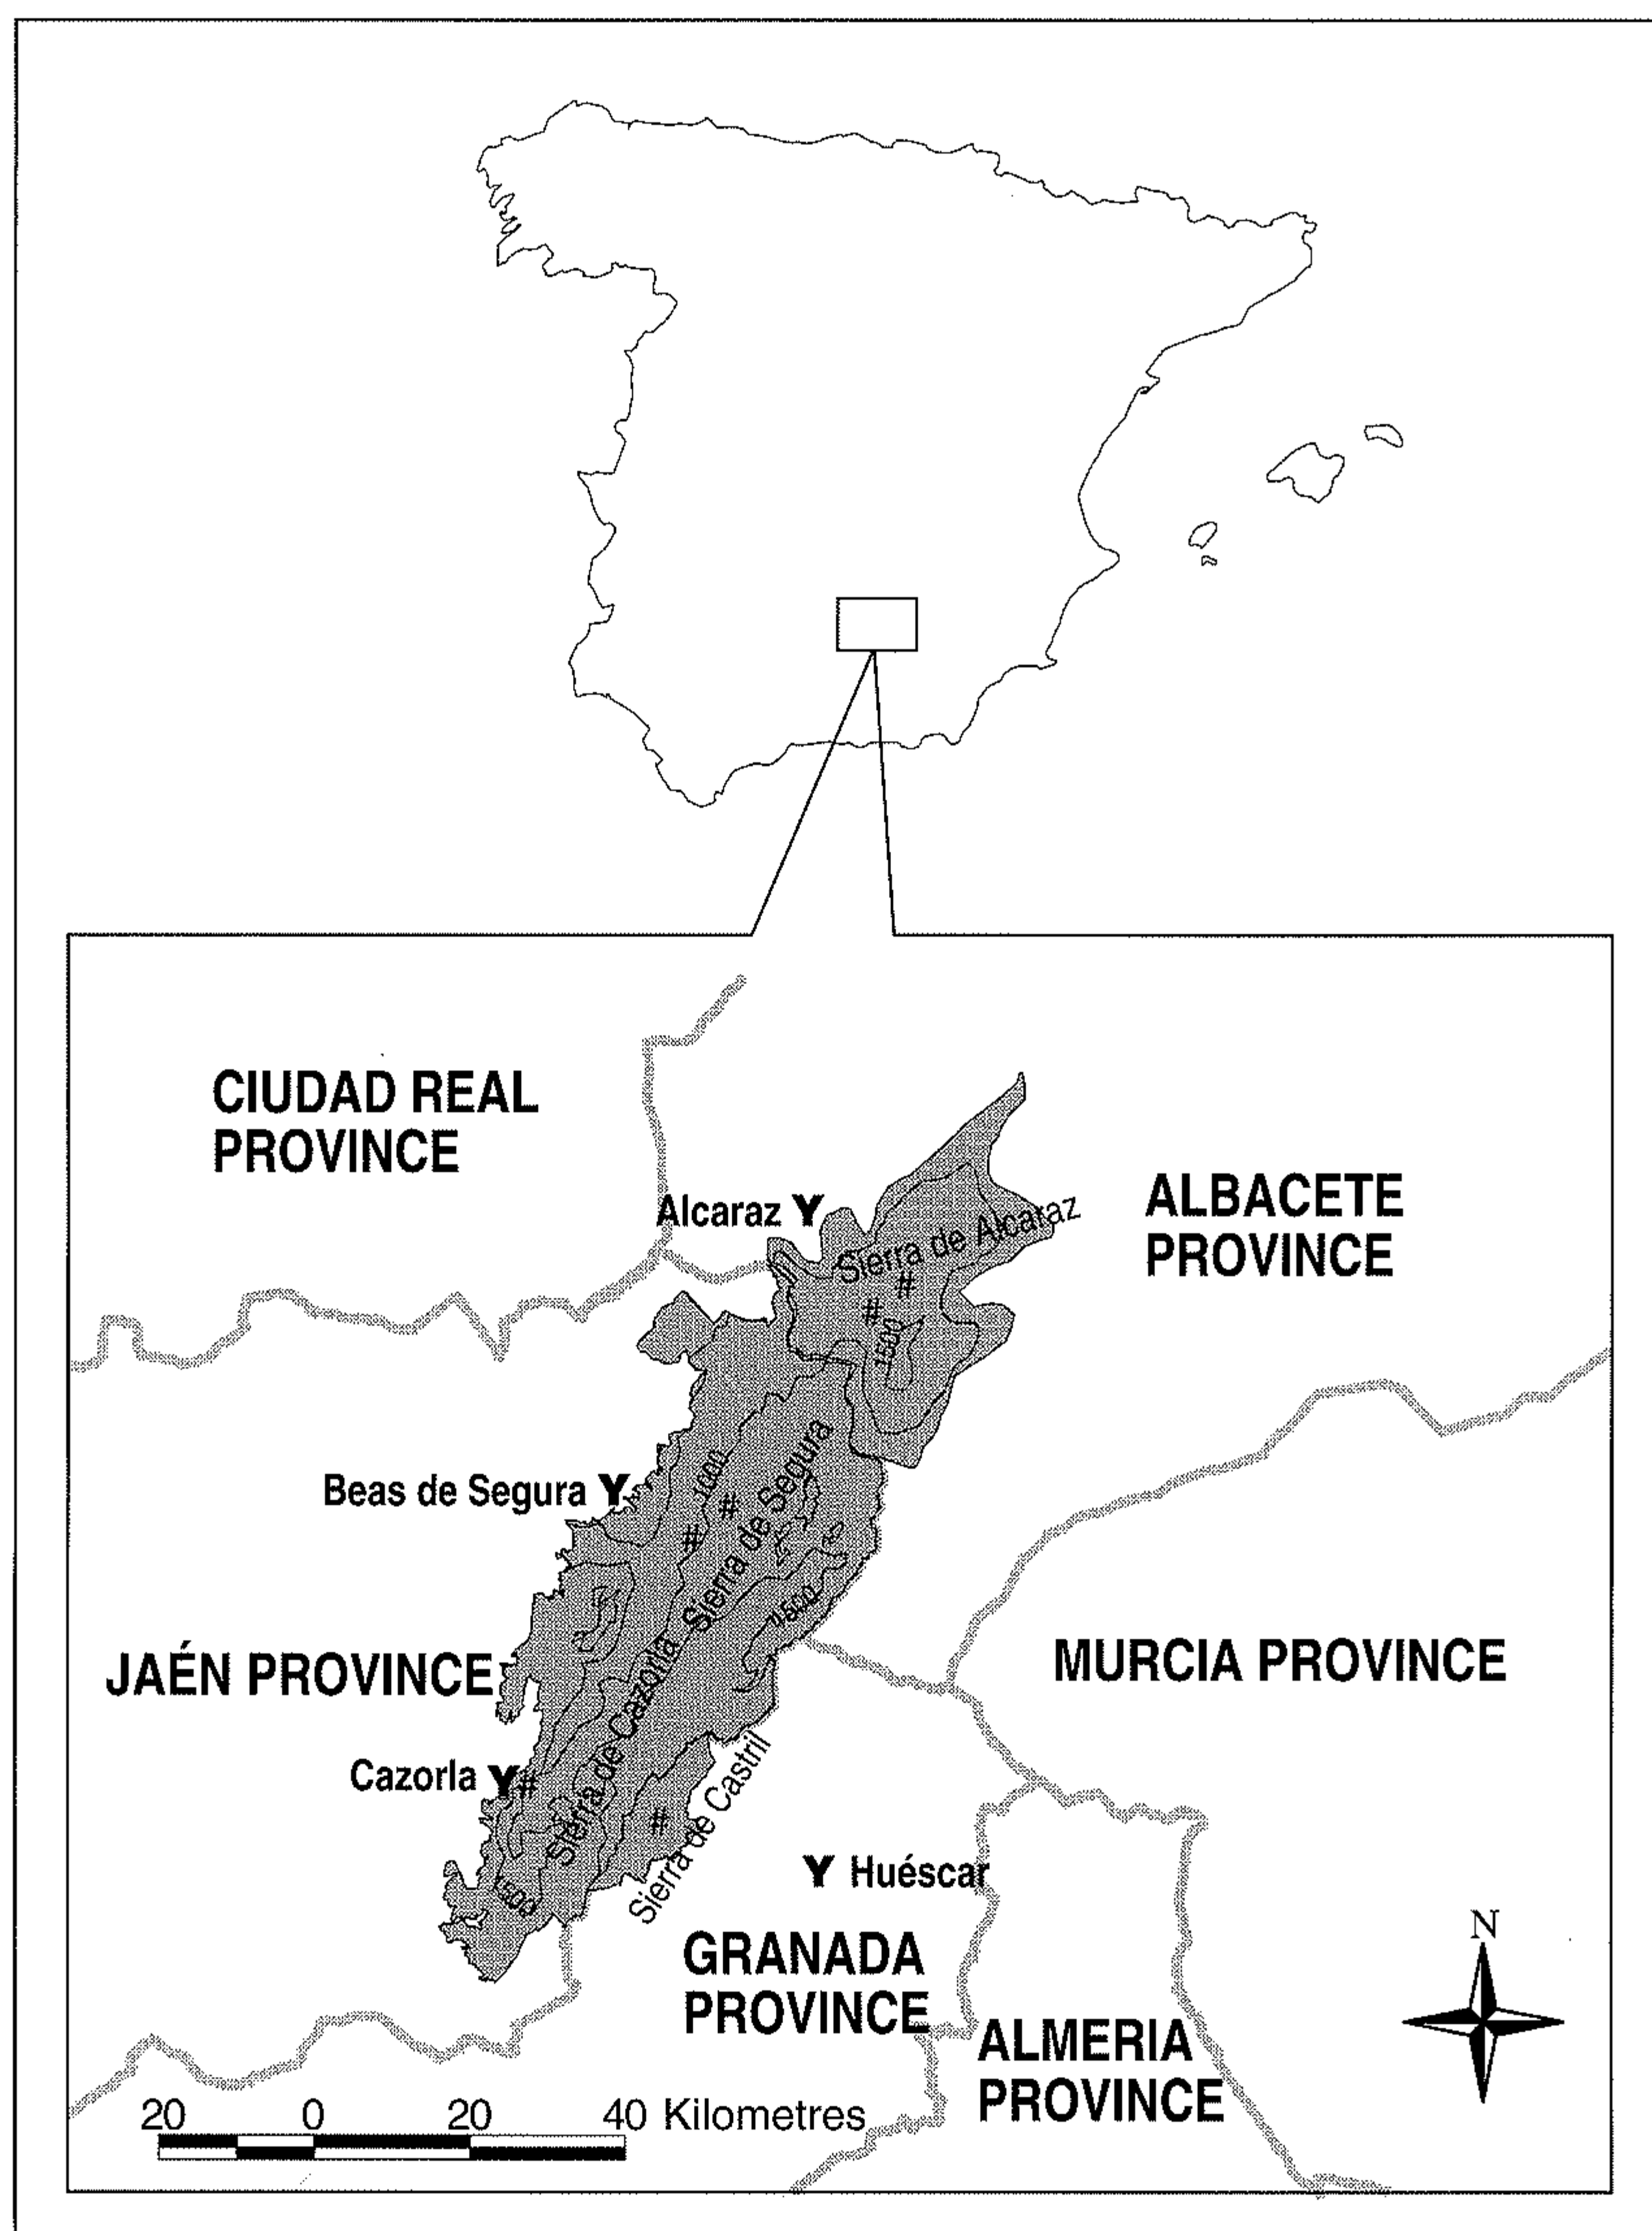 CIUDAD REAL
PROVINCE
Alcaraz Y
ALBACETE
PROVINCE
Sierra de Alcaraz
#
#
1500
Beas de Segura Y
1000
#
#
Sierra de Segura
1500
JAÉN PROVINCE
MURCIA PROVINCE
Sierra de Cazorla
Cazorla Y#
#
Sierra de Castril
1500
Y Huéscar
GRANADA
PROVINCE
ALMERIA
PROVINCE
N
20 0 20 40 Kilometres